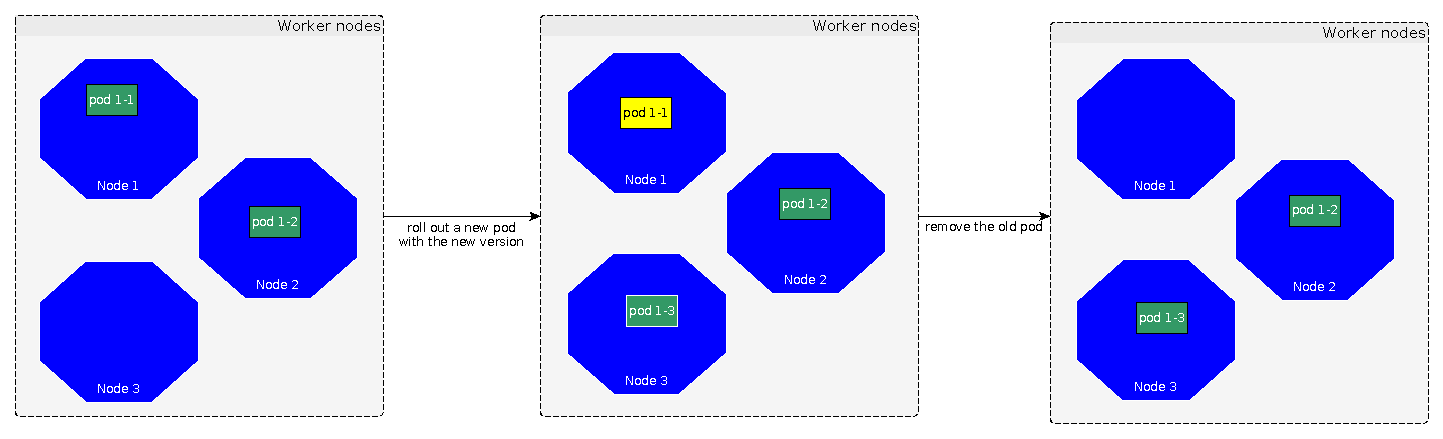 Worker nodes
pod 1-1
Node 1
pod 1-2
Node 2
Node 3
roll out a new pod
with the new version
Worker nodes
pod 1-1
Node 1
pod 1-2
Node 2
pod 1-3
Node 3
remove the old pod
Worker nodes
Node 1
pod 1-2
Node 2
pod 1-3
Node 3